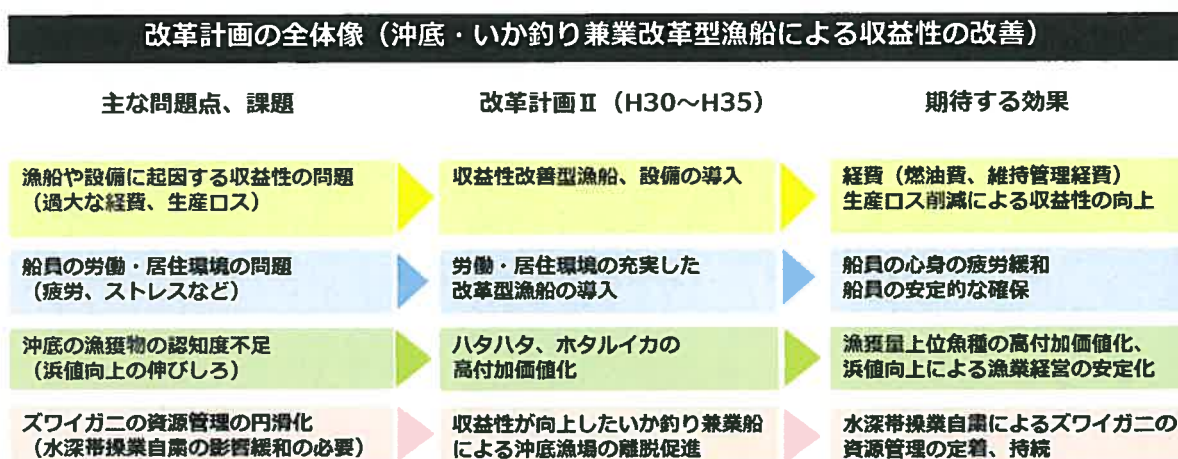 改革計画の全体像（沖底・いか釣り兼業改革型漁船による収益性の改善）
主な問題点、課題
改革計画Ⅱ（H30～H35）
期待する効果
漁船や設備に起因する収益性の問題
（過大な経費、生産ロス）
収益性改善型漁船、設備の導入
経費（燃油費、維持管理経費）
生産ロス削減による収益性の向上
船員の労働・居住環境の問題
（疲労、ストレスなど）
労働・居住環境の充実した
改革型漁船の導入
船員の心身の疲労緩和
船員の安定的な確保
沖底の漁獲物の認知度不足
（浜値向上の伸びしろ）
ハタハタ、ホタルイカの
高付加価値化
漁獲量上位魚種の高付加価値化、
浜値向上による漁業経営の安定化
ズワイガニの資源管理の円滑化
（水深帯操業自粛の影響緩和の必要）
収益性が向上したいか釣り兼業船
による沖底漁場の離脱促進
水深帯操業自粛によるズワイガニの
資源管理の定着、持続